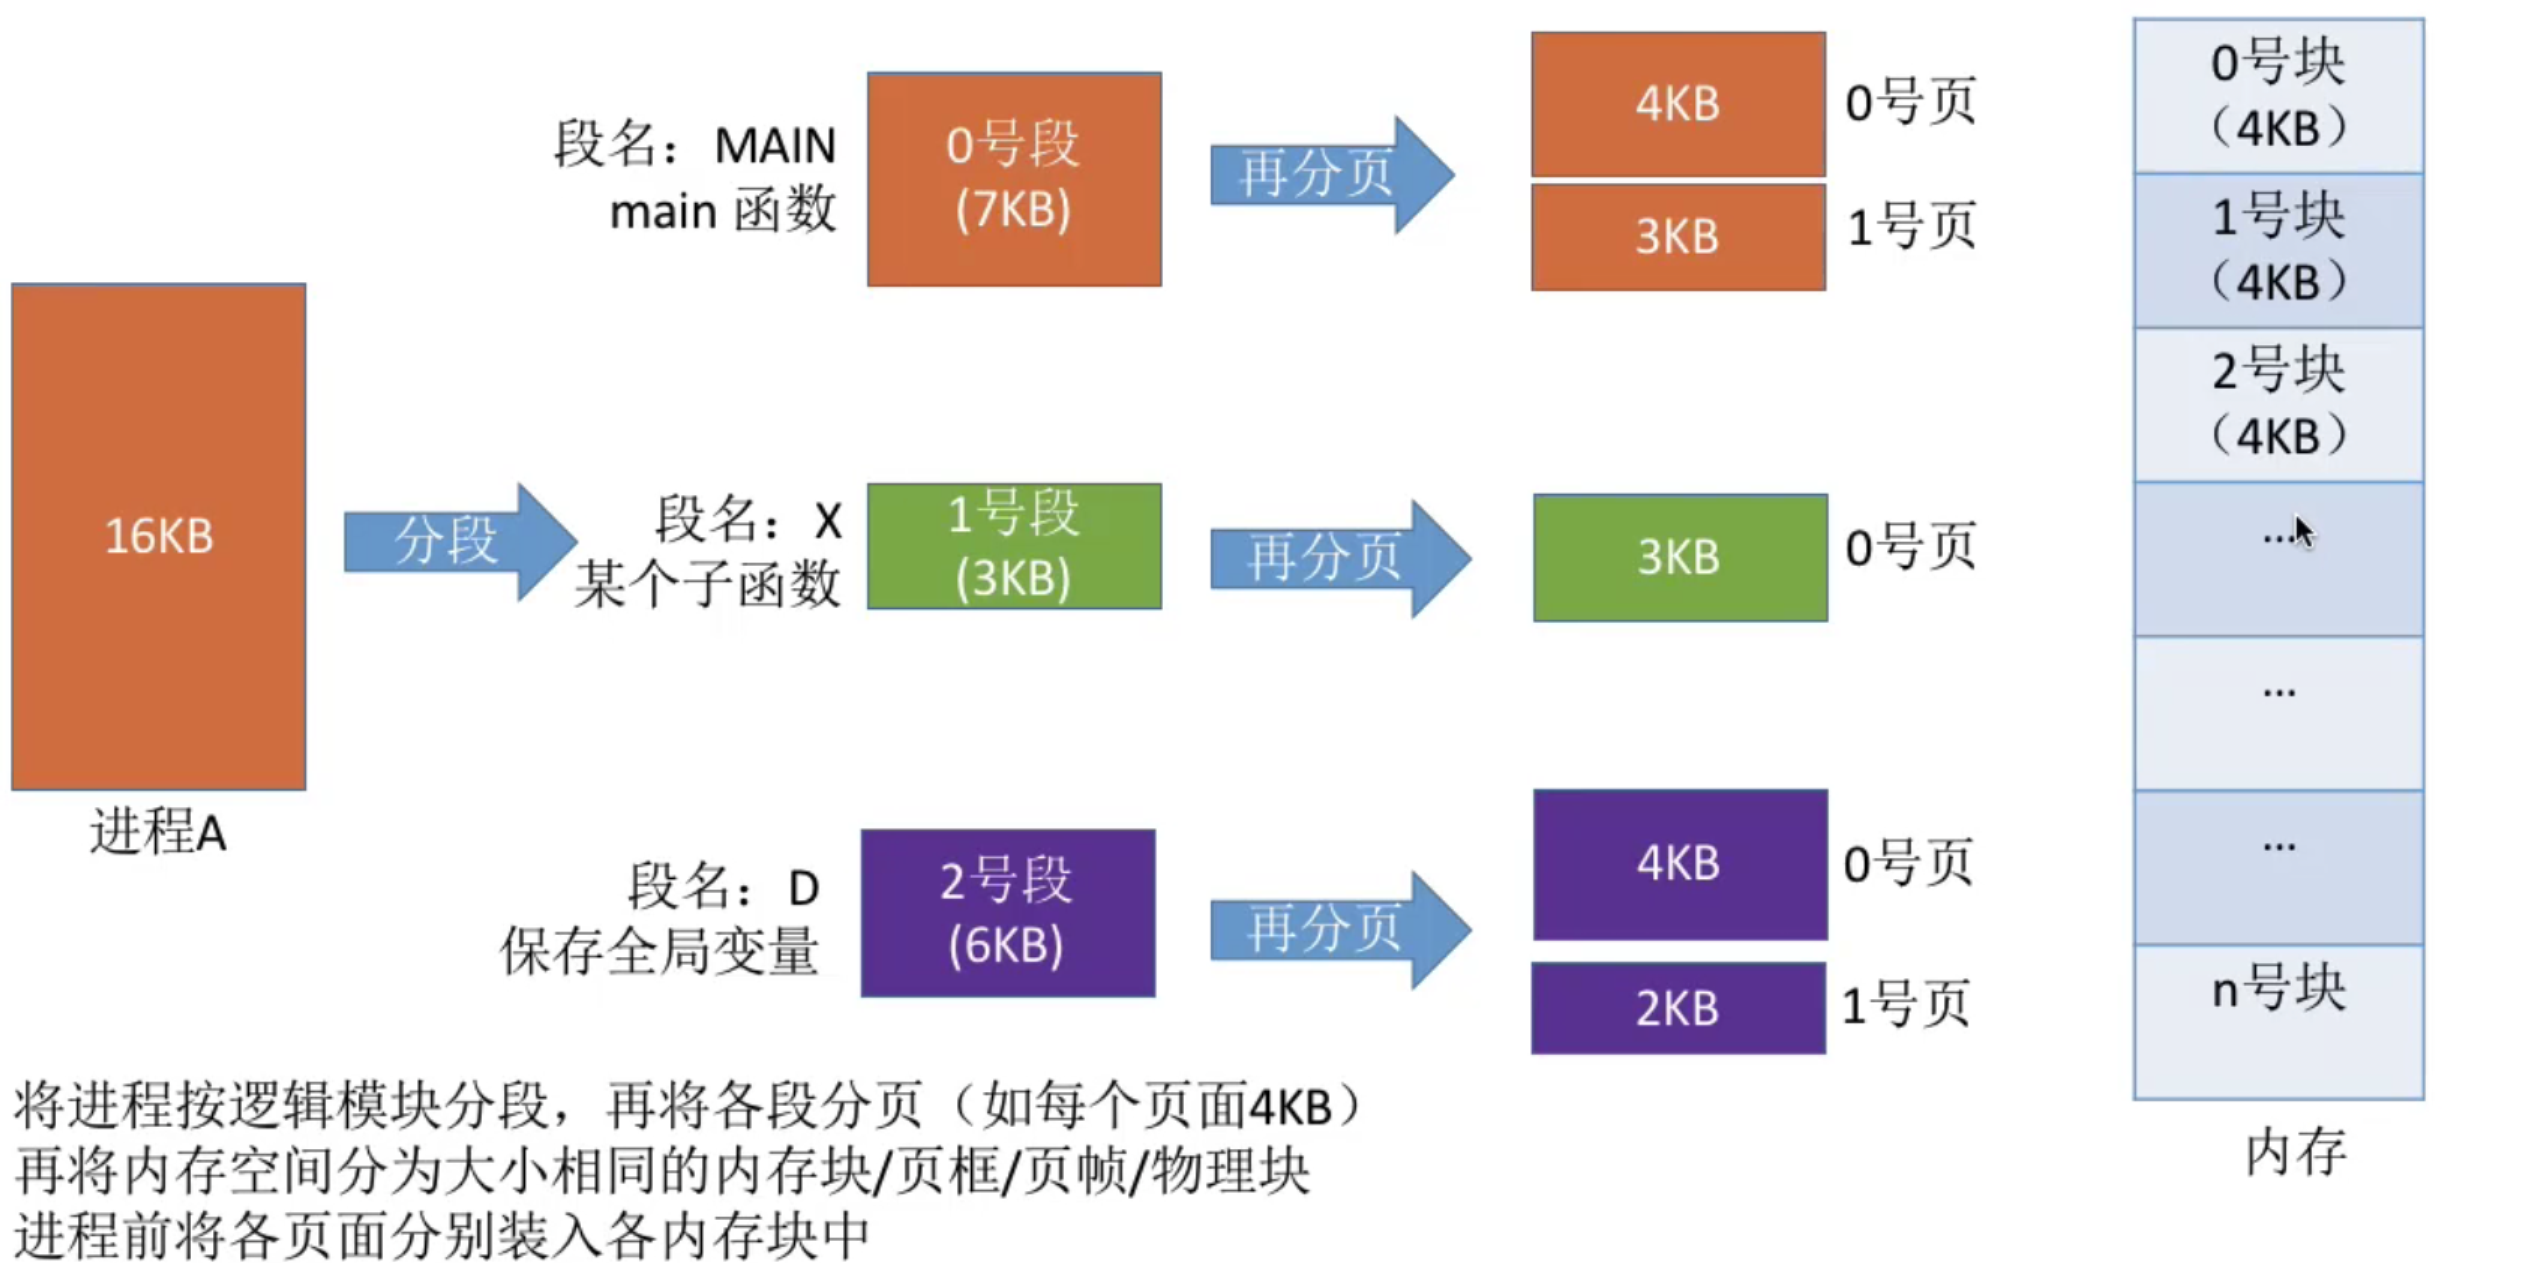 16KB
进程A
分段
段名：MAIN
main 函数
0号段
(7KB)
再分页
4KB
0号页
3KB
1号页
段名：X
某个子函数
1号段
(3KB)
再分页
3KB
0号页
段名：D
保存全局变量
2号段
(6KB)
再分页
4KB
0号页
2KB
1号页
0号块
（4KB）
1号块
（4KB）
2号块
（4KB）
...
...
...
n号块
内存
将进程按逻辑模块分段，再将各段分页（如每个页面4KB）
再将内存空间分为大小相同的内存块/页框/页帧/物理块
进程前将各页面分别装入各内存块中